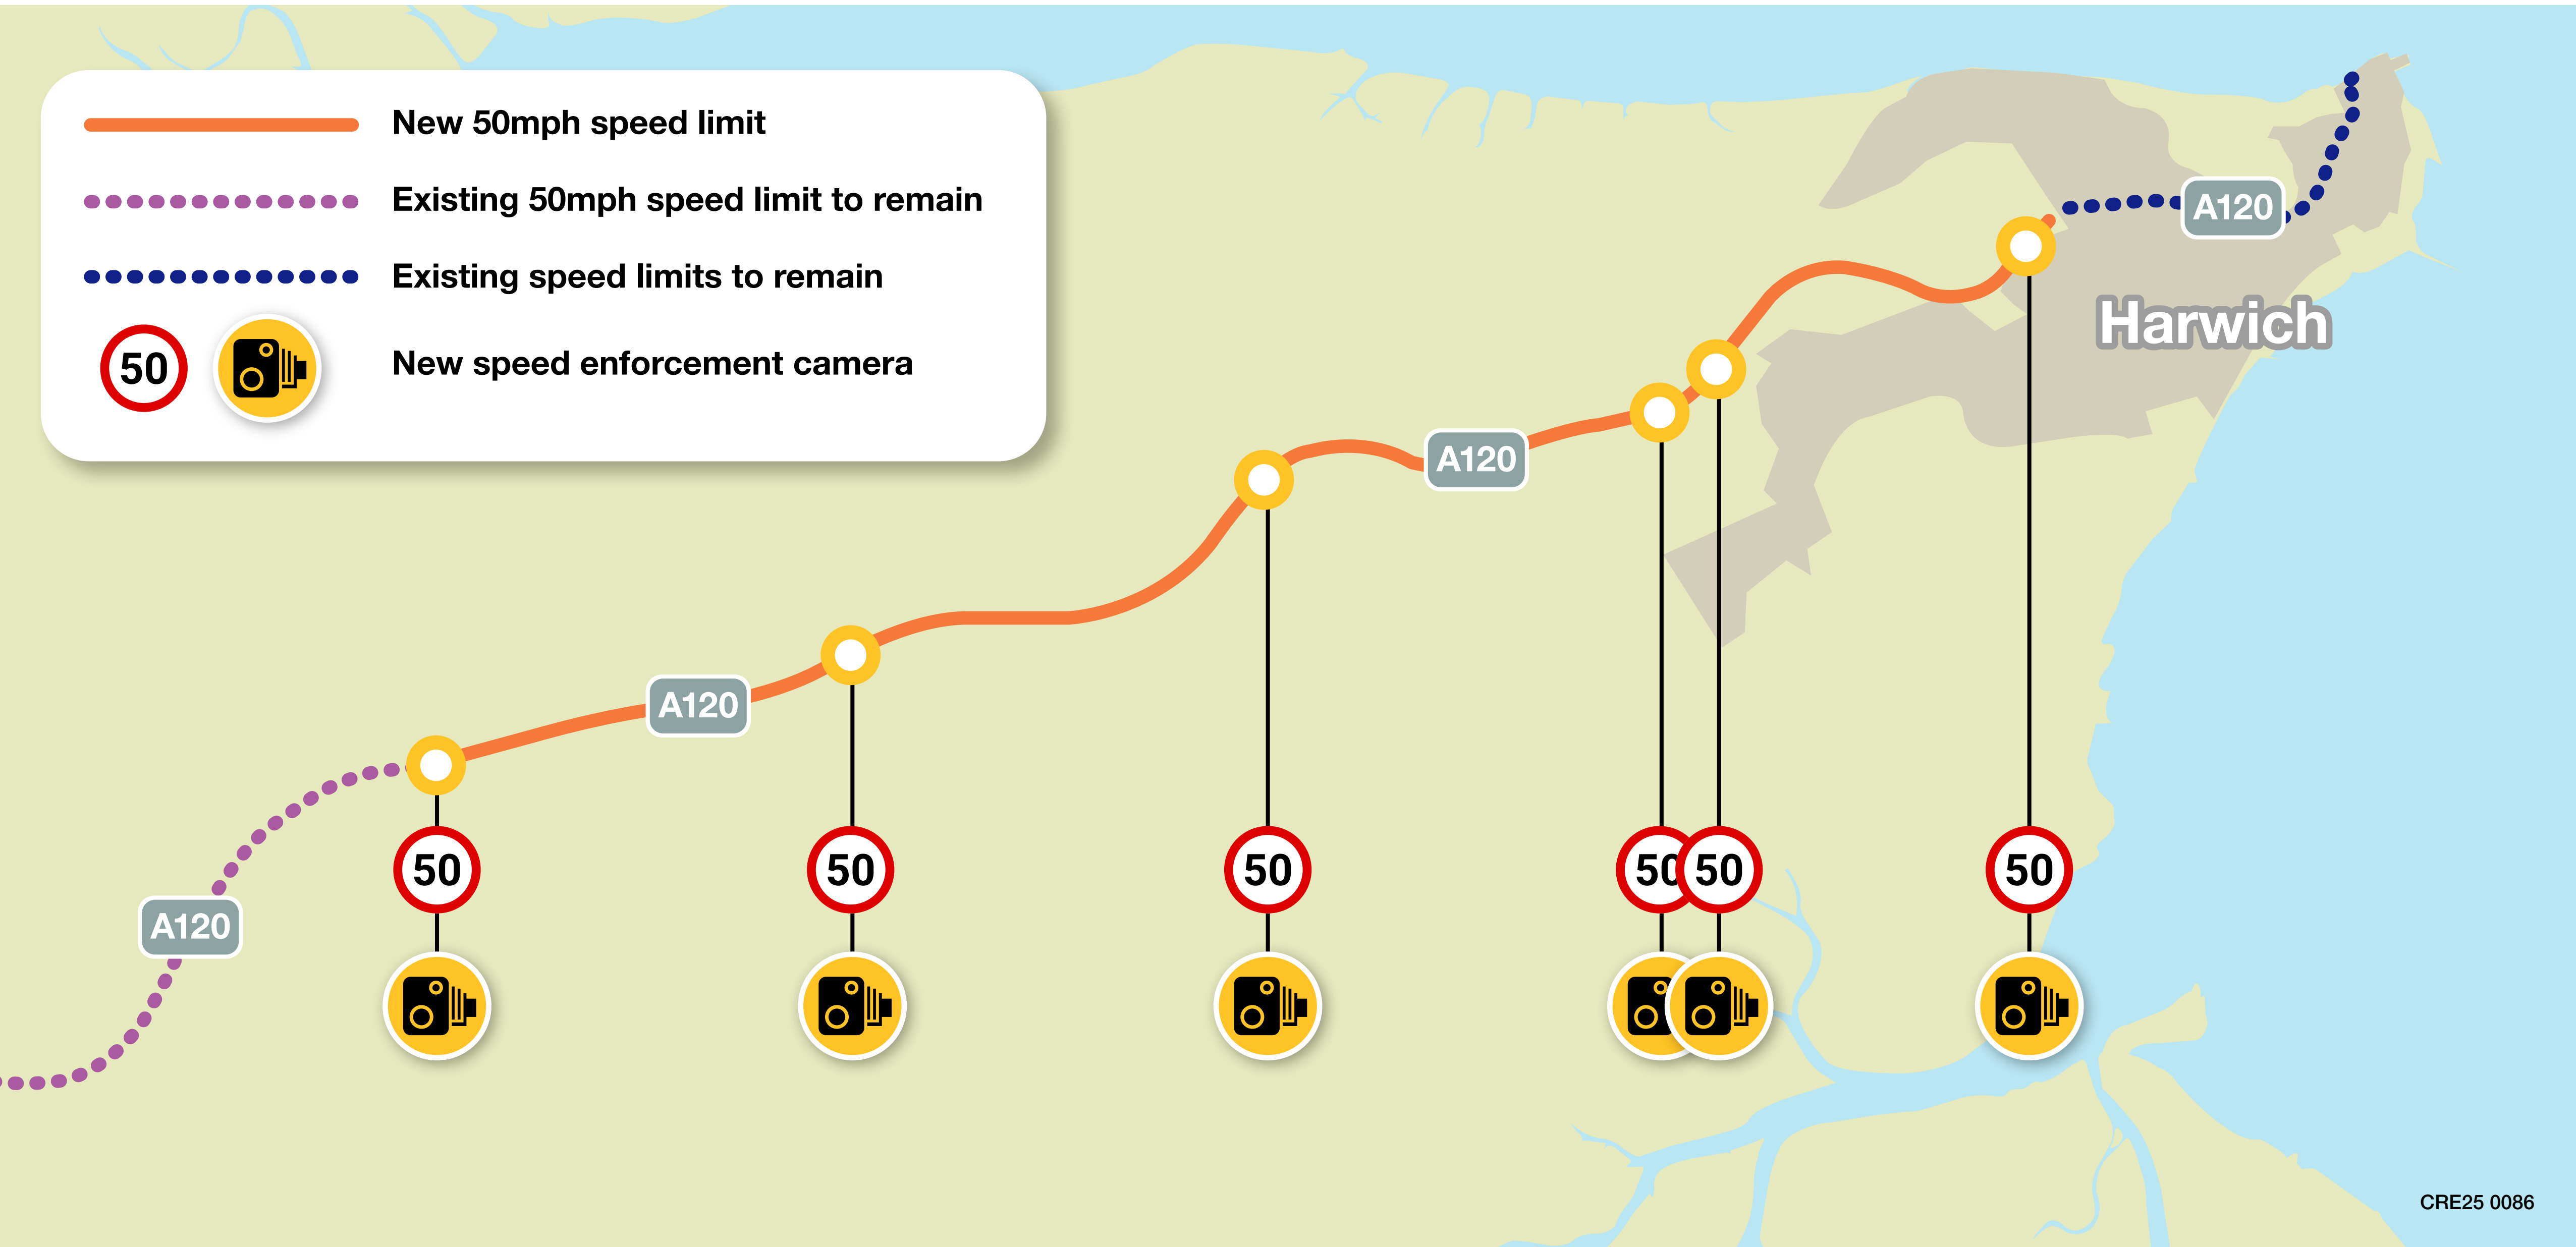 New 50mph speed limit
Existing 50mph speed limit to remain
Existing speed limits to remain
50
New speed enforcement camera
A120
Harwich
A120
A120
A120
50
50
50
50
50
50
CRE25 0086